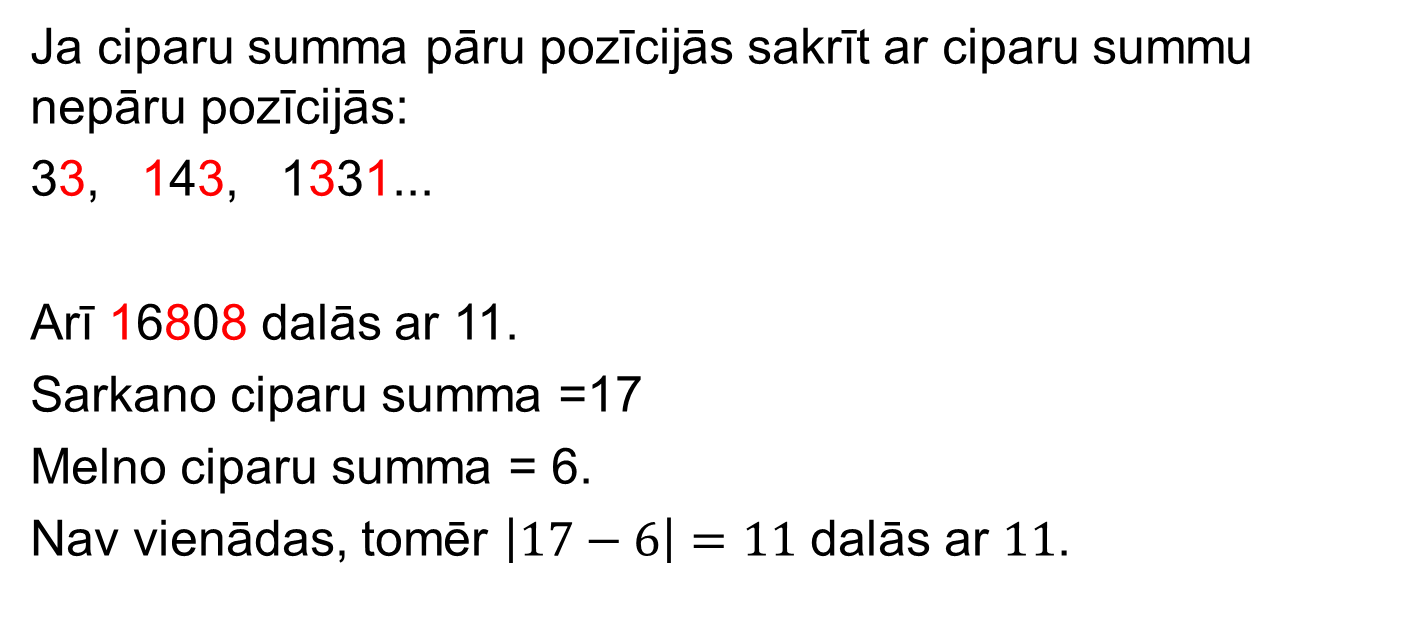 Ja ciparu summa pāru pozīcijās sakrīt ar ciparu summu
nepāru pozīcijās:
33, 143, 1331...
Arī 16808 dalās ar 11.
Sarkano ciparu summa =17
Melno ciparu summa = 6.
Nav vienādas, tomēr |17 − 6| = 11 dalās ar 11.